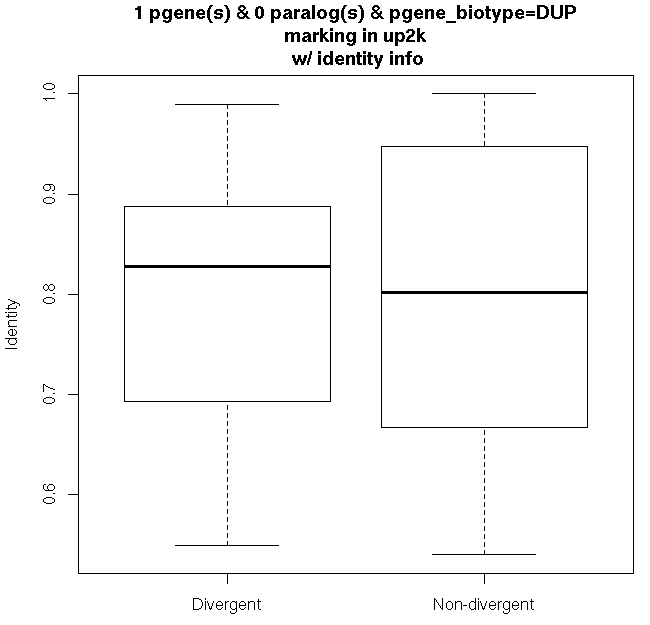 1 pgene(s) & 0 paralog(s) & pgene_biotype=DUP
marking in up2k
w/ identity info
1.0
0.9
0.8
0.7
0.6
Identity
Divergent Non-divergent